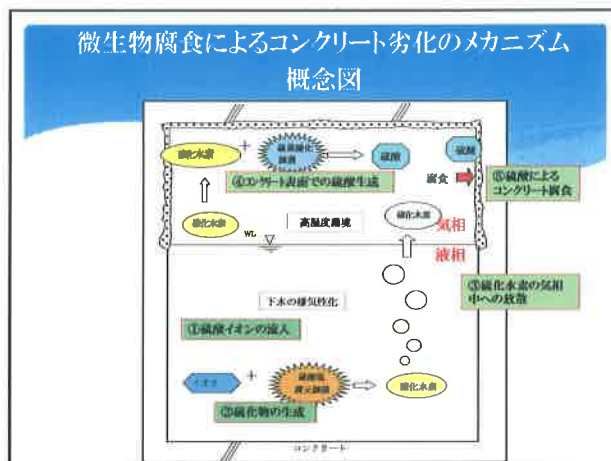 微生物腐食によるコンクリート劣化のメカニズム
概念図
硫化水素
+
硫黄酸化
細菌
硫酸
硫酸
④コンクリート表面での硫酸生成
腐食
⑤硫酸による
コンクリート腐食
硫化水素
WL
高湿度環境
硫化水素
気相
液相
下水の嫌気性化
③硫化水素の気相
中への放散
①硫酸イオンの流入
イオン
+
硫酸塩
還元細菌
硫化水素
②硫化物の生成
コンクリート